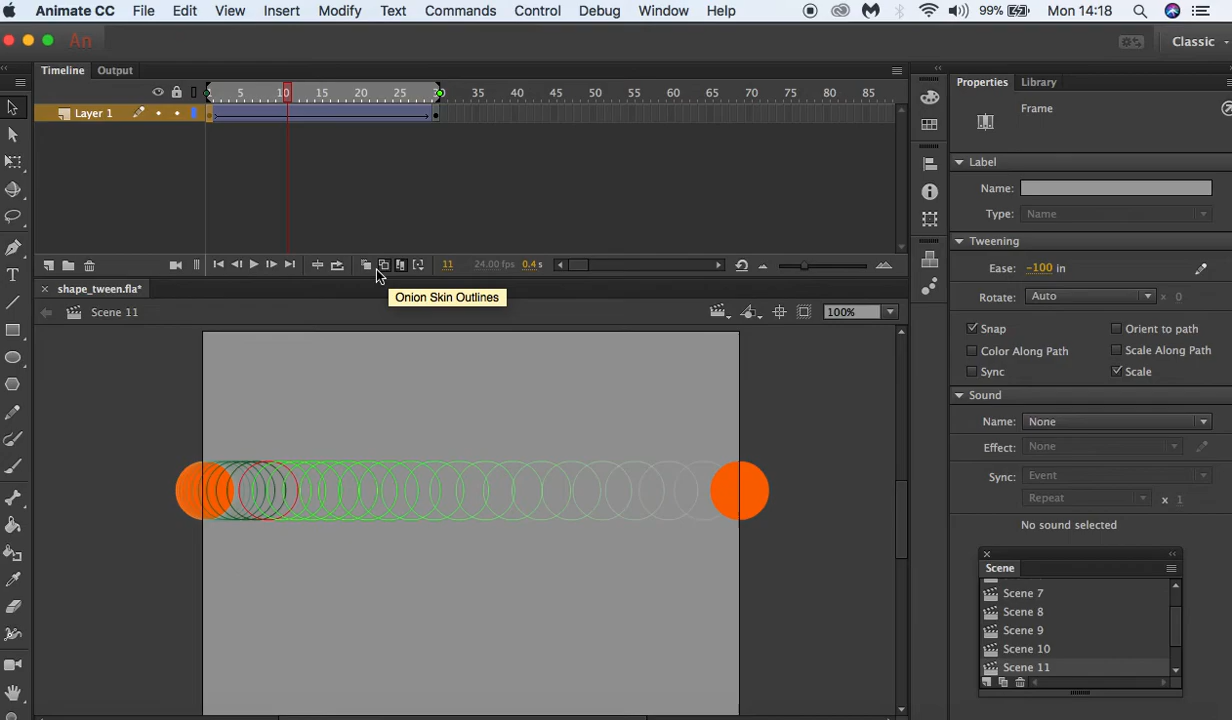 Animate CC File Edit View Insert Modify Text Commands Control Debug Window Help 99% Mon 14:18
An Classic
Timeline Output
5 10 15 20 25 35 40 45 50 55 60 65 70 75 80 85
Layer 1
11 24.00 fps 0.4 s
Onion Skin Outlines
shape_tween.fla*
Scene 11 100%
Properties Library
Frame
Label
Name:
Type: Name
Tweening
Ease: -100 in
Rotate: Auto x 0
Snap Orient to path
Color Along Path Scale Along Path
Sync Scale
Sound
Name: None
Effect: None
Sync: Event
Repeat x 1
No sound selected
Scene
Scene 7
Scene 8
Scene 9
Scene 10
Scene 11